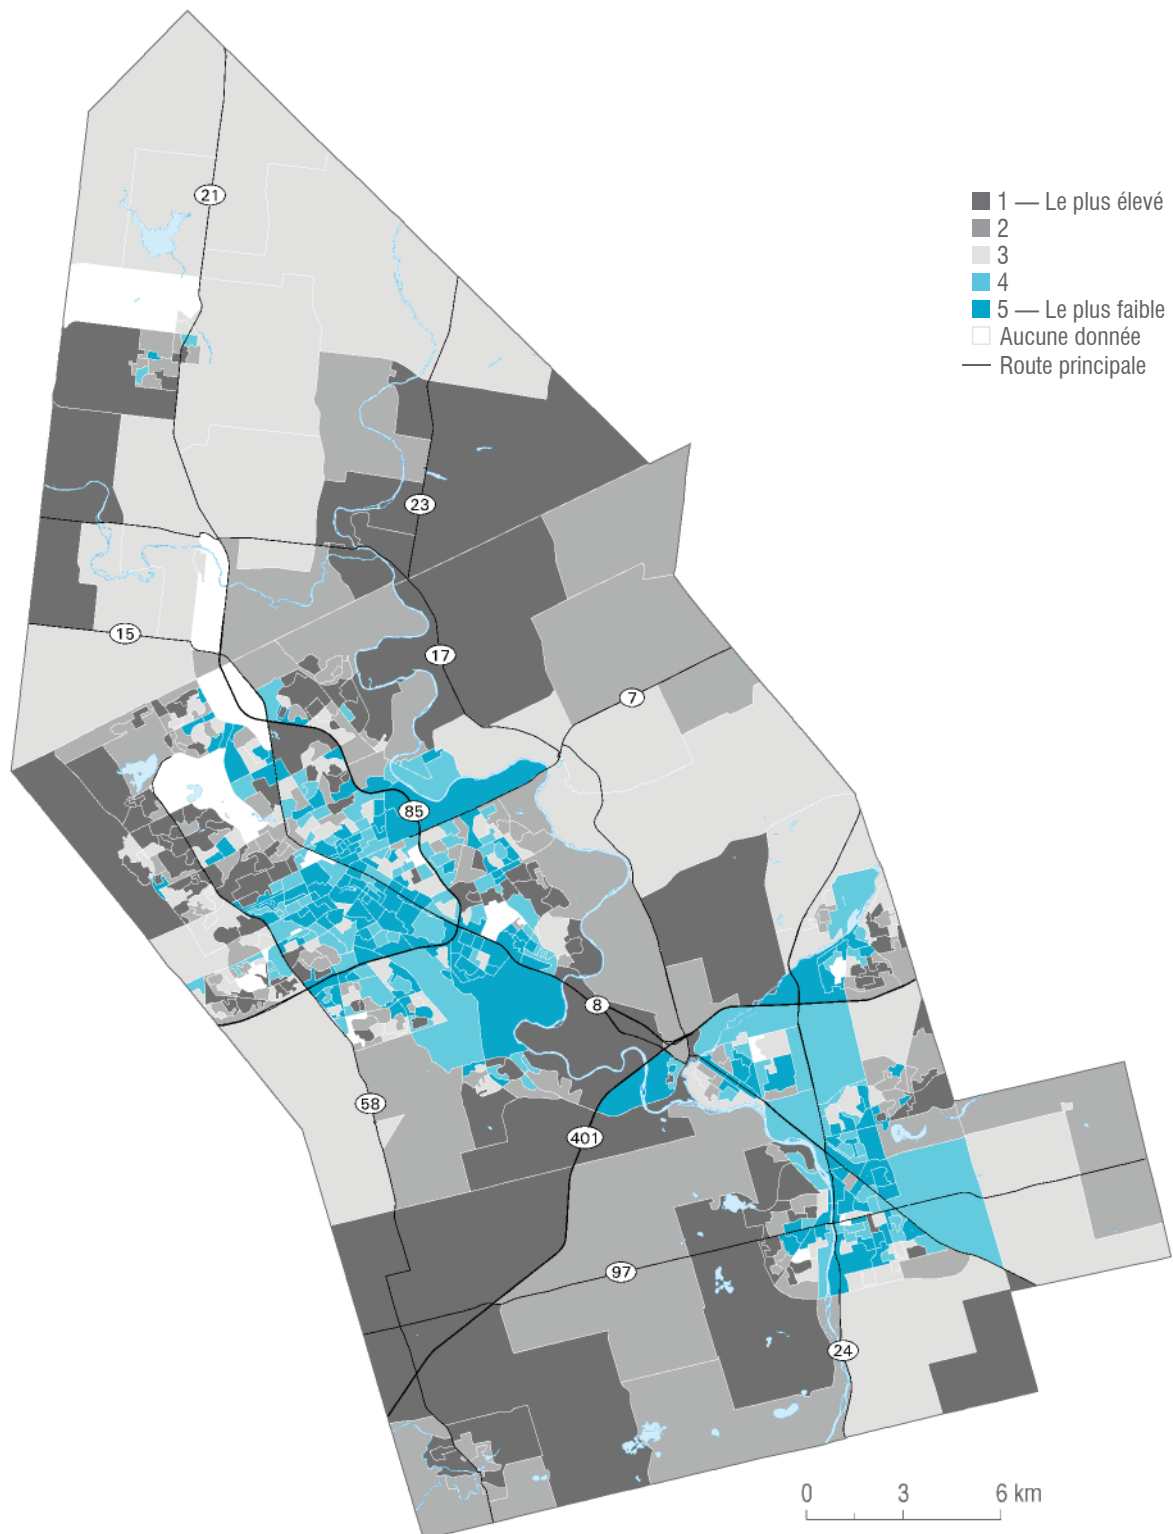 21
1 — Le plus élevé
2
3
4
5 — Le plus faible
Aucune donnée
Route principale
23
15
17
7
85
8
58
401
97
24
0 3 6 km